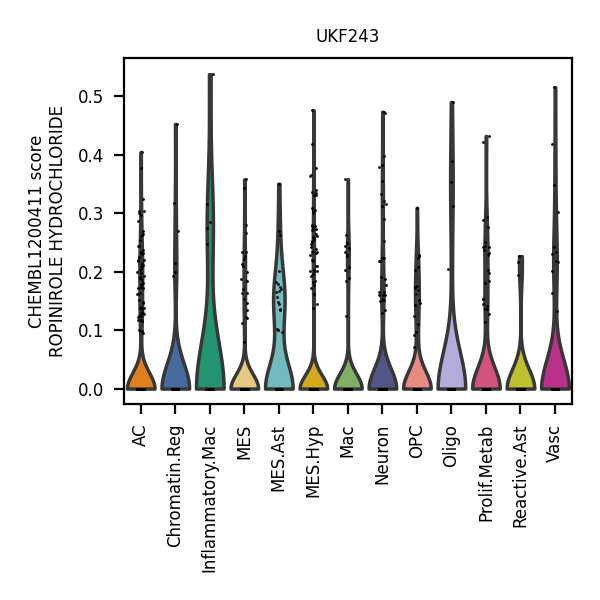 UKF243
CHEMBL1200411 score
ROPINIROLE HYDROCHLORIDE
0.5
0.4
0.3
0.2
0.1
0.0
AC
Chromatin.Reg
Inflammatory.Mac
MES
MES.Ast
MES.Hyp
Mac
Neuron
OPC
Oligo
Prolif.Metab
Reactive.Ast
Vasc